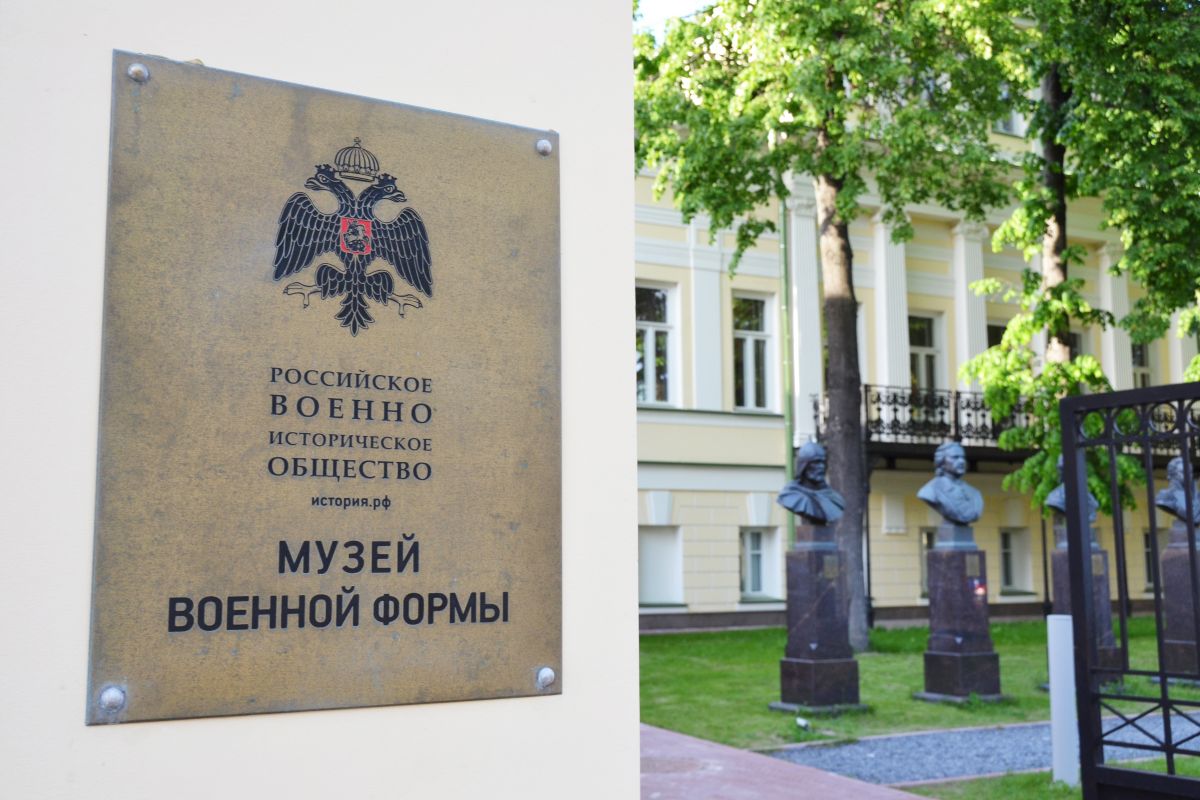 РОССИЙСКОЕ
ВОЕННО
ИСТОРИЧЕСКОЕ
ОБЩЕСТВО
история.рф
МУЗЕЙ
ВОЕННОЙ ФОРМЫ